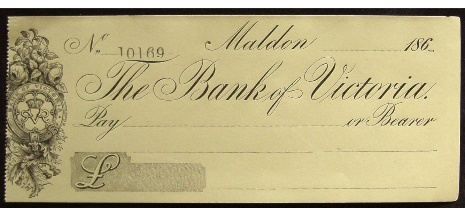 No 10169 Maldon 186
The Bank of Victoria.
Pay or Bearer
£